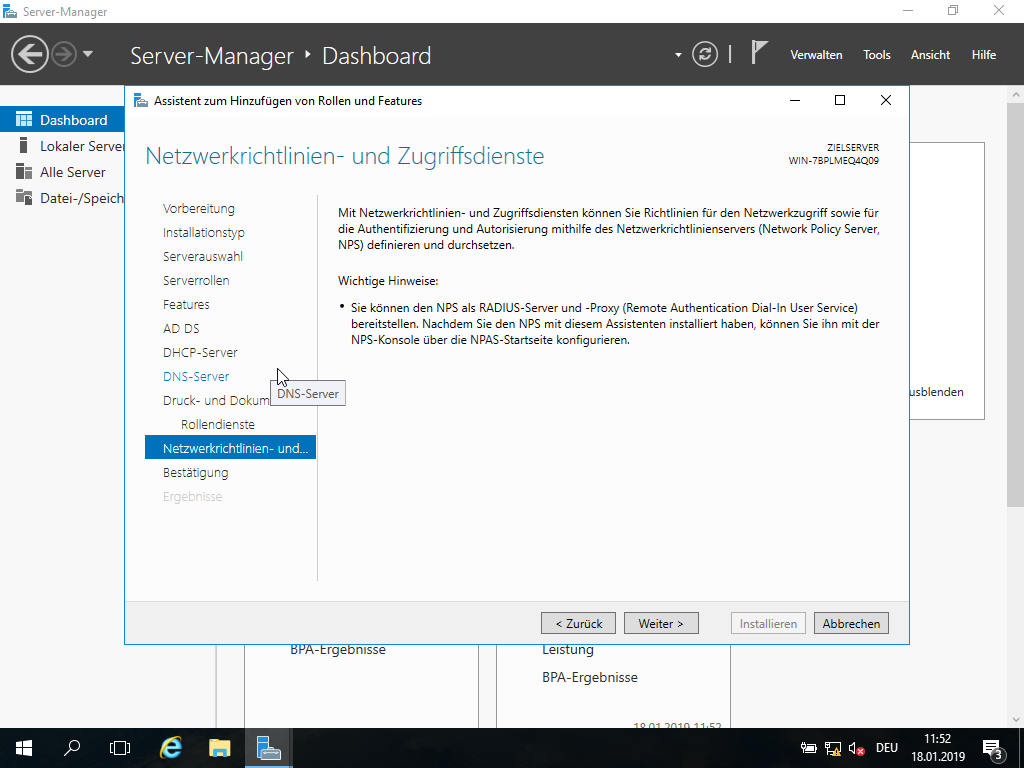 Server-Manager
Server-Manager ‣ Dashboard
Verwalten Tools Ansicht Hilfe
Dashboard
Lokaler Server
Alle Server
Datei-/Speich
Assistent zum Hinzufügen von Rollen und Features
Netzwerkrichtlinien- und Zugriffsdienste
ZIELSERVER
WIN-7BPLMEQ4Q09
Vorbereitung
Installationstyp
Serverauswahl
Serverrollen
Features
AD DS
DHCP-Server
DNS-Server
Druck- und Dokum
Rollendienste
Netzwerkrichtlinien- und...
Bestätigung
Ergebnisse
DNS-Server
Mit Netzwerkrichtlinien- und Zugriffsdiensten können Sie Richtlinien für den Netzwerkzugriff sowie für
die Authentifizierung und Autorisierung mithilfe des Netzwerkrichtlinienservers (Network Policy Server,
NPS) definieren und durchsetzen.
Wichtige Hinweise:
• Sie können den NPS als RADIUS-Server und -Proxy (Remote Authentication Dial-In User Service)
bereitstellen. Nachdem Sie den NPS mit diesem Assistenten installiert haben, können Sie ihn mit der
NPS-Konsole über die NPAS-Startseite konfigurieren.
usblenden
< Zurück
Weiter >
Installieren
Abbrechen
BPA-Ergebnisse
Leistung
BPA-Ergebnisse
18.01.2019 11:52
DEU
11:52
18.01.2019
3